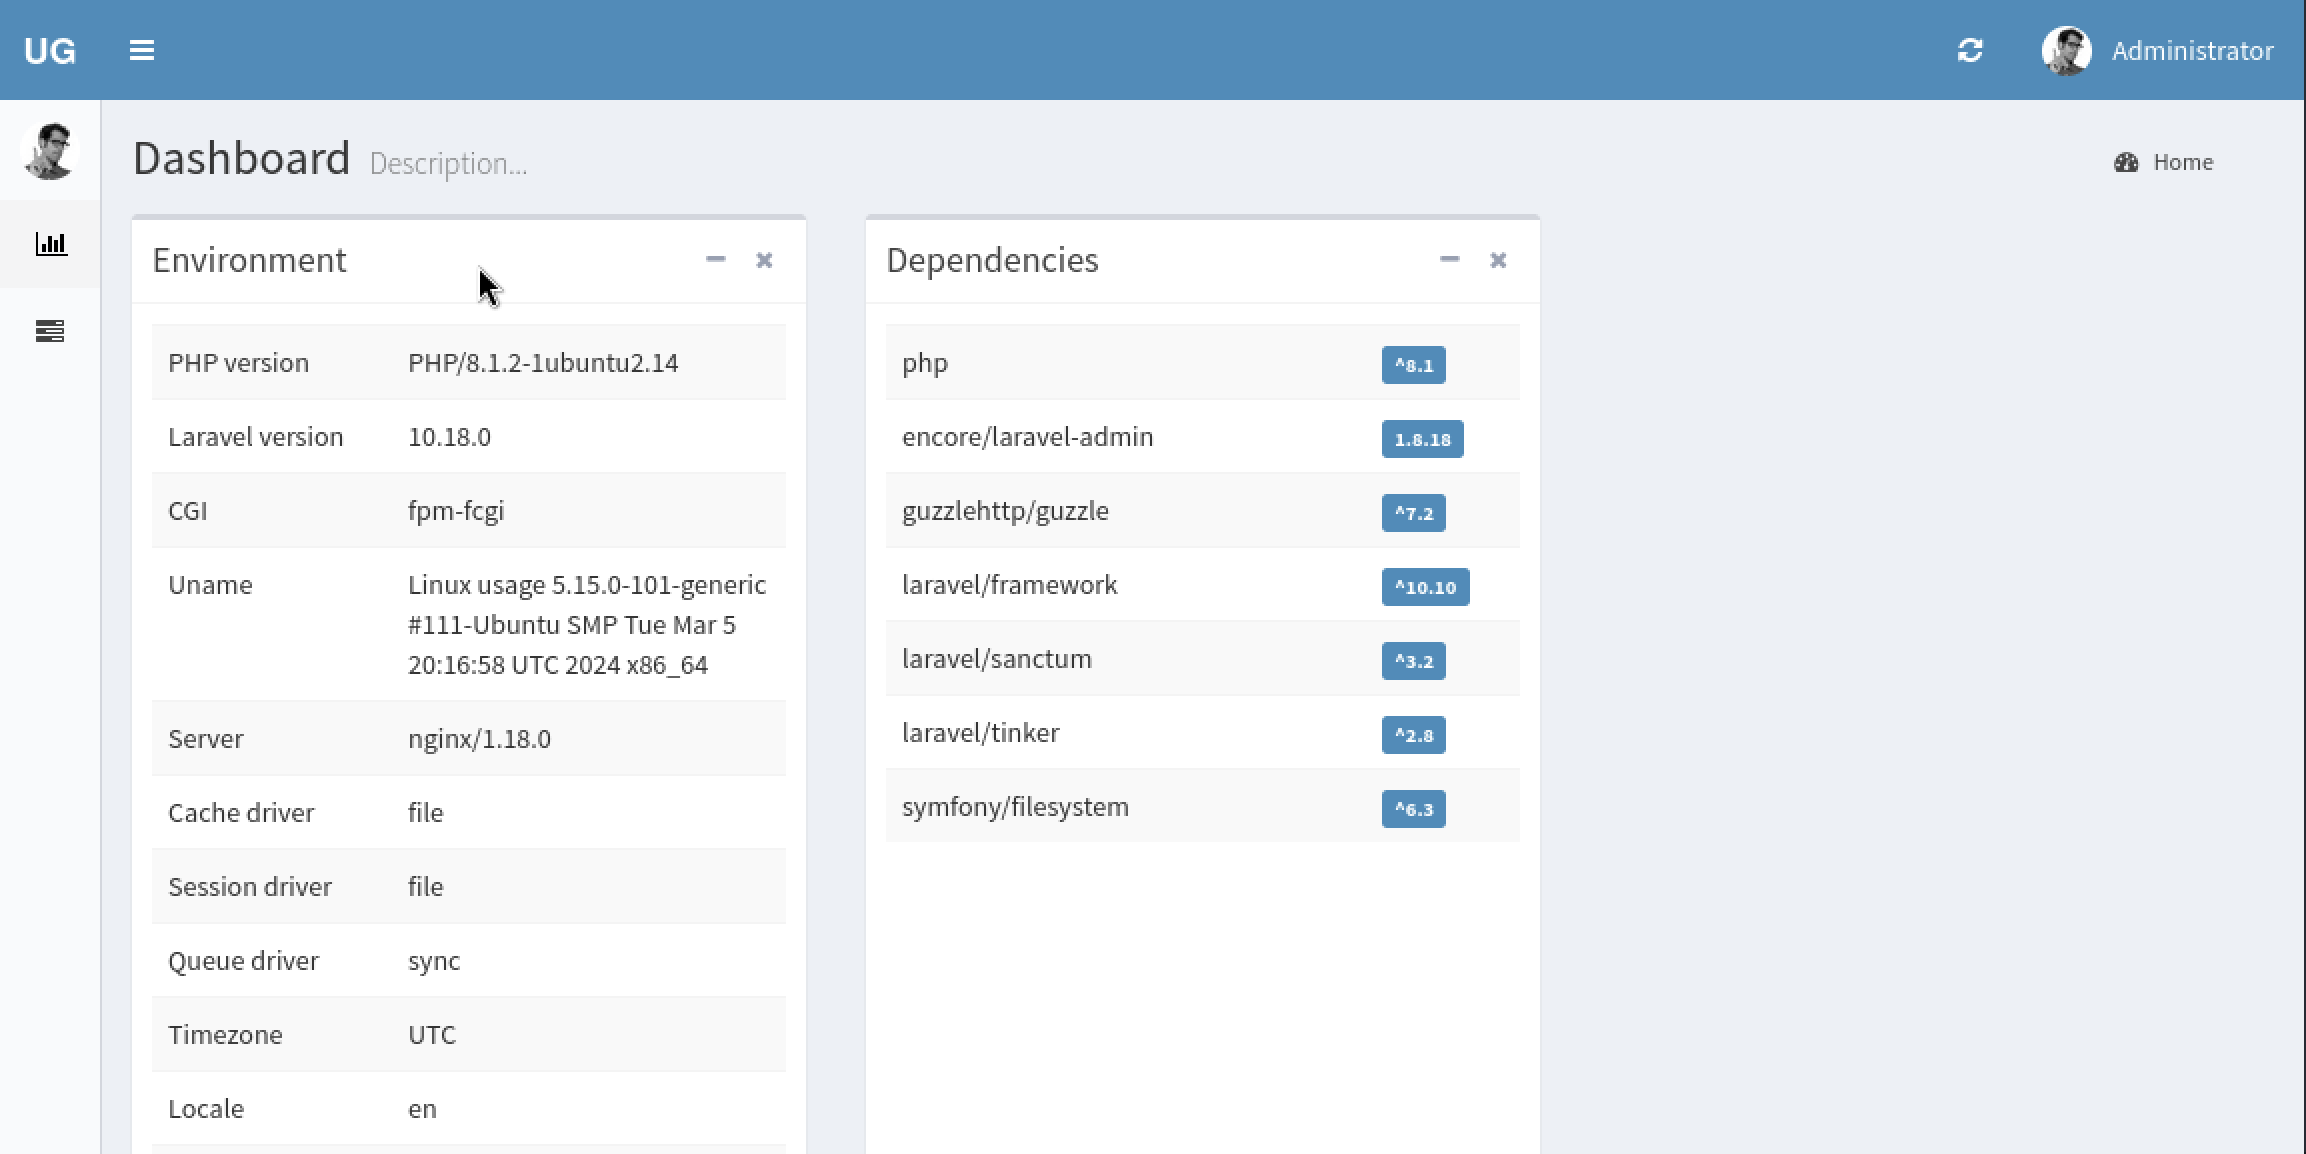 UG
Administrator
Dashboard Description...
Home
Environment
PHP version PHP/8.1.2-1ubuntu2.14
Laravel version 10.18.0
CGI fpm-fcgi
Uname Linux usage 5.15.0-101-generic
#111-Ubuntu SMP Tue Mar 5
20:16:58 UTC 2024 x86_64
Server nginx/1.18.0
Cache driver file
Session driver file
Queue driver sync
Timezone UTC
Locale en
Dependencies
php ^8.1
encore/laravel-admin 1.8.18
guzzlehttp/guzzle ^7.2
laravel/framework ^10.10
laravel/sanctum ^3.2
laravel/tinker ^2.8
symfony/filesystem ^6.3